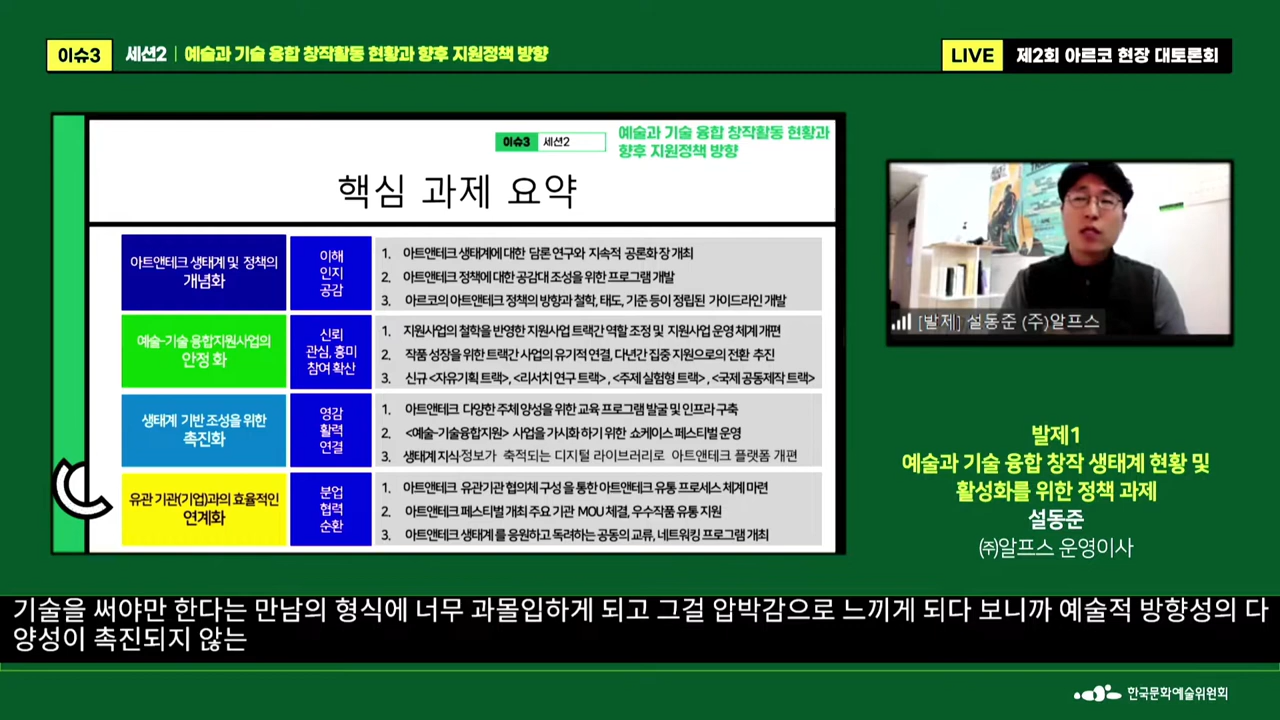 이슈3 세션2 | 예술과 기술 융합 창작활동 현황과 향후 지원정책 방향
LIVE 제2회 아르코 현장 대토론회
이슈3 세션2
예술과 기술 융합 창작활동 현황과
향후 지원정책 방향
핵심 과제 요약
아트앤테크 생태계 및 정책의
개념화
이해
인지
공감
1. 아트앤테크 생태계에 대한 담론 연구와 지속적 공론화 장 개최
2. 아트앤테크 정책에 대한 공감대 조성을 위한 프로그램 개발
3. 아르코의 아트앤테크 정책의 방향과 철학, 태도, 기준 등이 정립된 가이드라인 개발
예술-기술 융합지원사업의
안정화
신뢰
관심, 흥미
참여 확산
1. 지원사업의 철학을 반영한 지원사업 트랙간 역할 조정 및 지원사업 운영 체계 개편
2. 작품 성장을 위한 트랙간 사업의 유기적 연결, 다년간 집중 지원으로의 전환 추진
3. 신규 <자유기획 트랙>, <리서치 연구 트랙>, <주제 실험형 트랙>, <국제 공동제작 트랙>
생태계 기반 조성을 위한
촉진화
영감
활력
연결
1. 아트앤테크 다양한 주체 양성을 위한 교육 프로그램 발굴 및 인프라 구축
2. <예술-기술융합지원> 사업을 가시화 하기 위한 쇼케이스 페스티벌 운영
3. 생태계 지식·정보가 축적되는 디지털 라이브러리로 아트앤테크 플랫폼 개편
유관 기관(기업)과의 효율적인
연계화
분업
협력
순환
1. 아트앤테크 유관기관 협의체 구성 을 통한 아트앤테크 유통 프로세스 체계 마련
2. 아트앤테크 페스티벌 개최 주요 기관 MOU 체결, 우수작품 유통 지원
3. 아트앤테크 생태계 를 응원하고 독려하는 공동의 교류, 네트워킹 프로그램 개최
[발제] 설동준 (주)알프스
발제1
예술과 기술 융합 창작 생태계 현황 및
활성화를 위한 정책 과제
설동준
㈜알프스 운영이사
기술을 써야만 한다는 만남의 형식에 너무 과몰입하게 되고 그걸 압박감으로 느끼게 되다 보니까 예술적 방향성의 다
양성이 촉진되지 않는
한국문화예술위원회